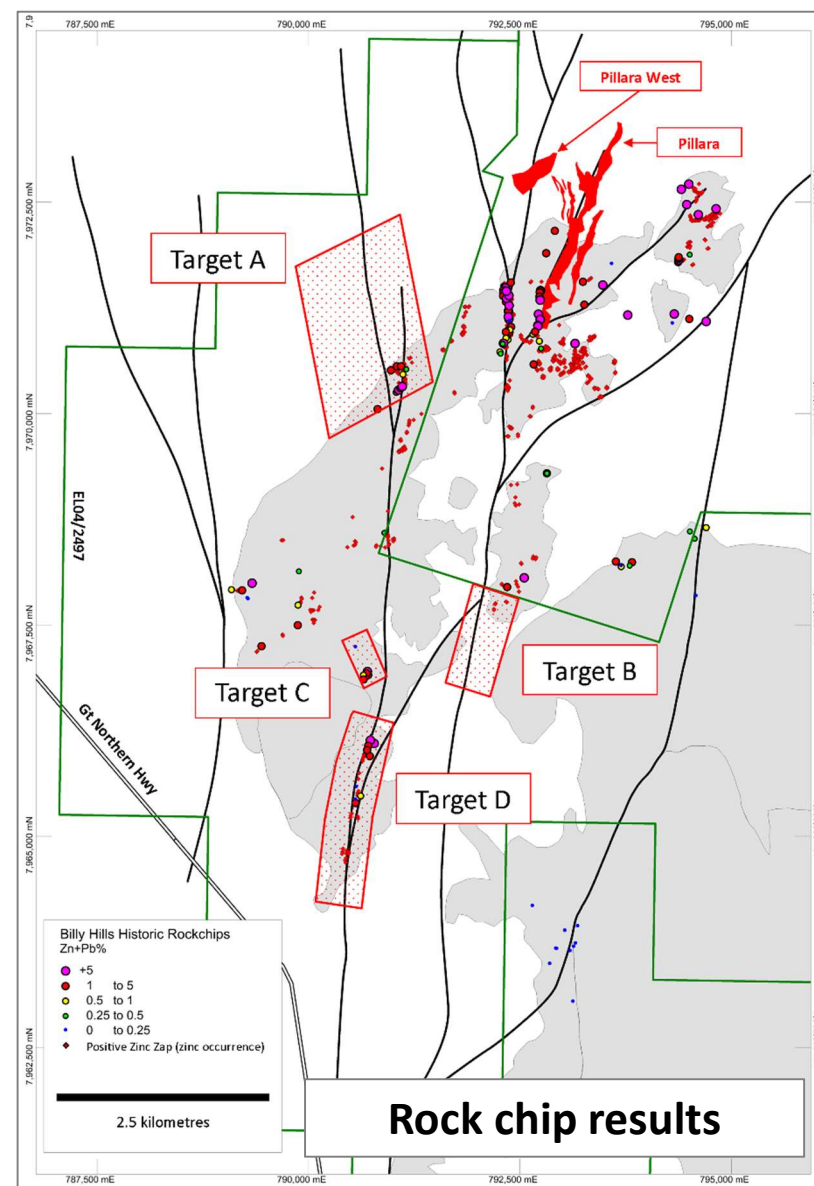 787,500 mE
790,000 mE
792,500 mE
795,000 mE
7,9
Pillara West
Pillara
7,972,500 mN
Target A
7,970,000 mN
EL04/2497
7,967,500 mN
Target B
Target C
Gt Northern Hwy
Target D
7,965,000 mN
Billy Hills Historic Rockchips
Zn+Pb%
+5
1 to 5
0.5 to 1
0.25 to 0.5
0 to 0.25
Positive Zinc Zap (zinc occurrence)
2.5 kilometres
7,962,500 mN
Rock chip results
787,500 mE
790,000 mE
792,500 mE
795,000 mE